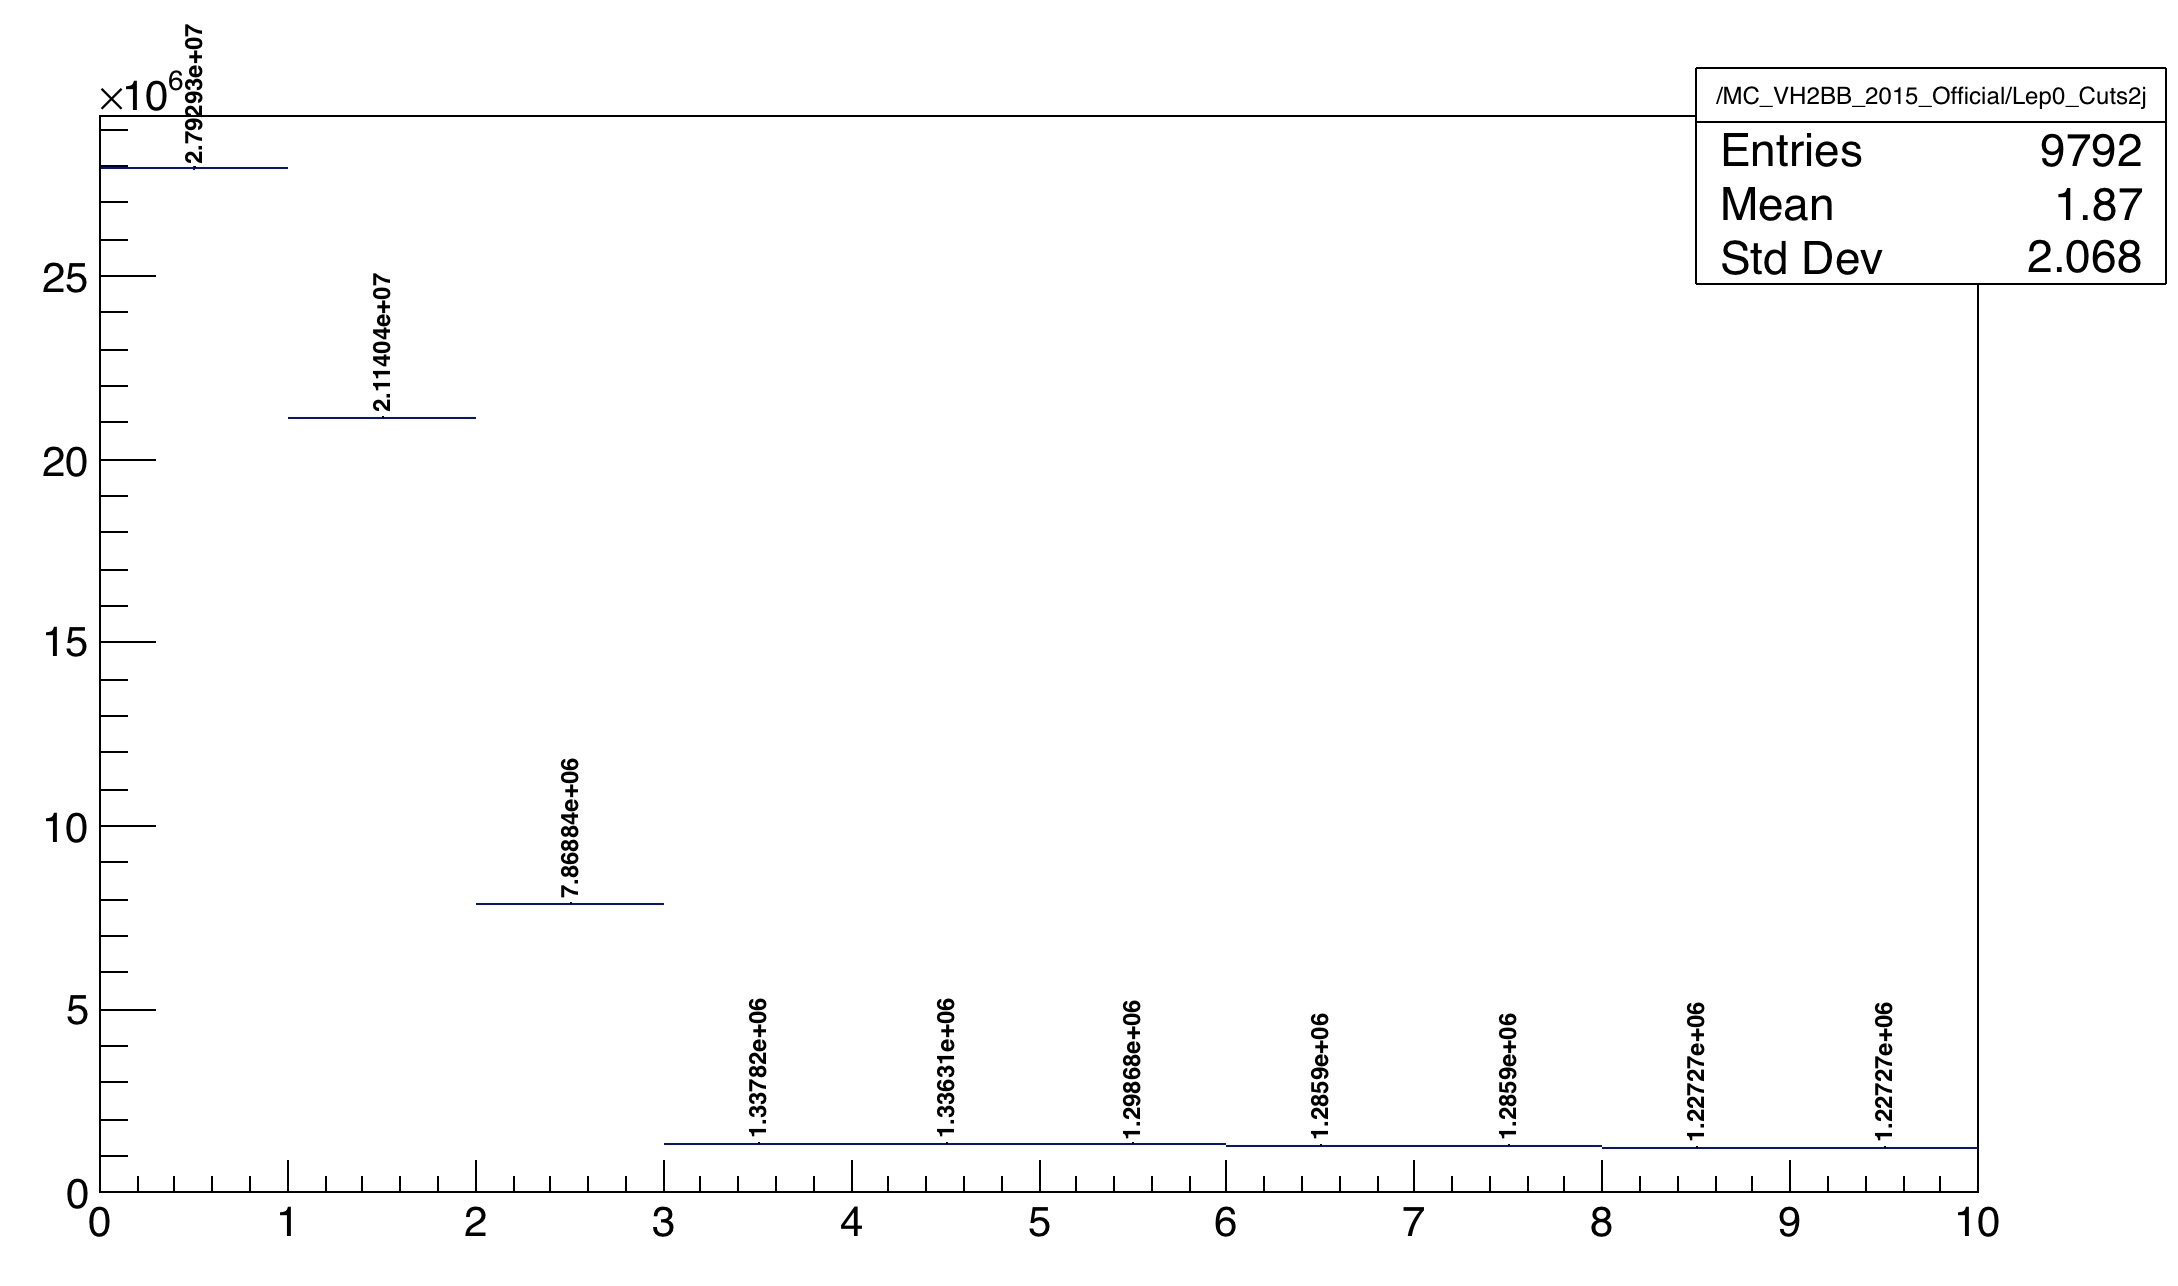 ×10⁶
2.79293e+07
/MC_VH2BB_2015_Official/Lep0_Cuts2j
Entries 9792
Mean 1.87
Std Dev 2.068
25
2.11404e+07
20
15
10
7.86884e+06
5
1.33782e+06
1.33631e+06
1.29868e+06
1.2859e+06
1.2859e+06
1.22727e+06
1.22727e+06
0
0 1 2 3 4 5 6 7 8 9 10